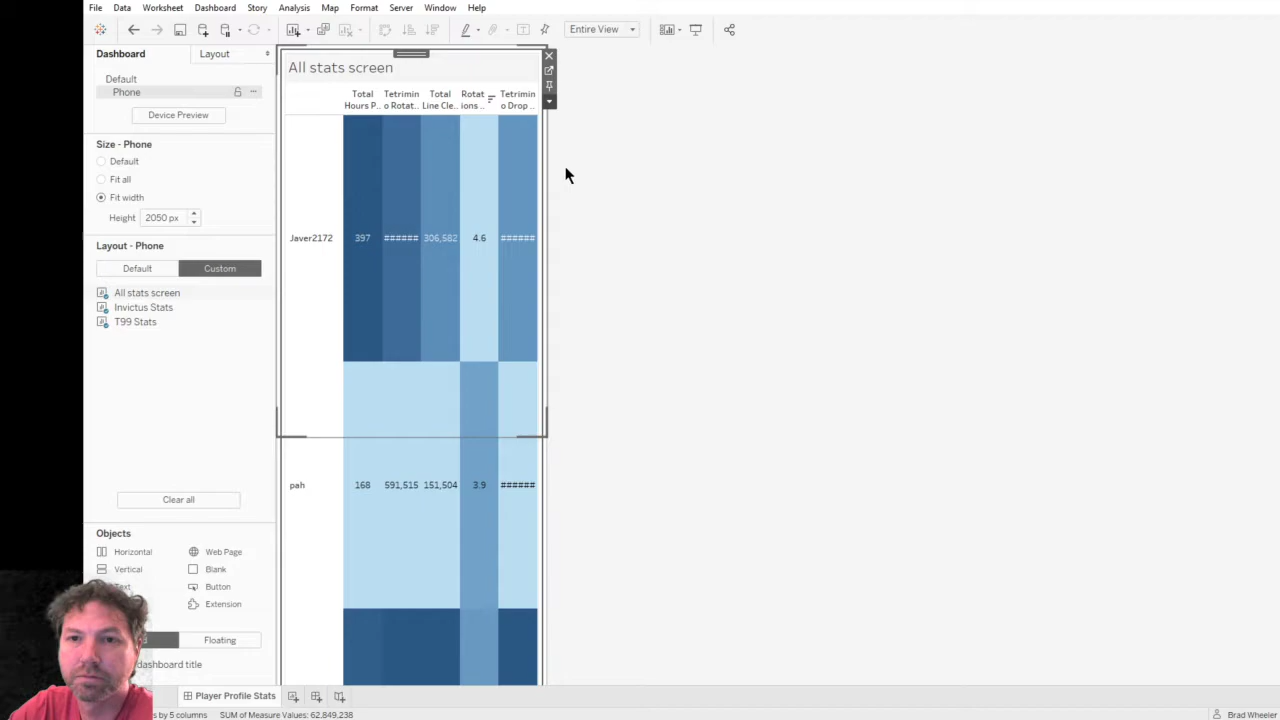 File Data Worksheet Dashboard Story Analysis Map Format Server Window Help
Entire View
Dashboard
Layout
Default
Phone
Device Preview
Size - Phone
Default
Fit all
Fit width
Height 2050 px
Layout - Phone
Default Custom
All stats screen
Invictus Stats
T99 Stats
Clear all
Objects
Horizontal Web Page
Vertical Blank
Button
Extension
Floating
dashboard title
All stats screen
Total Tetrimin Total Rotat Tetrimin
Hours P.. o Rotat.. Line Cle.. ions .. o Drop ..
Javer2172 397 ###### 306,582 4.6 ######
pah 168 591,515 151,504 3.9 ######
Player Profile Stats
s by 5 columns SUM of Measure Values: 62,849,238
Brad Wheeler